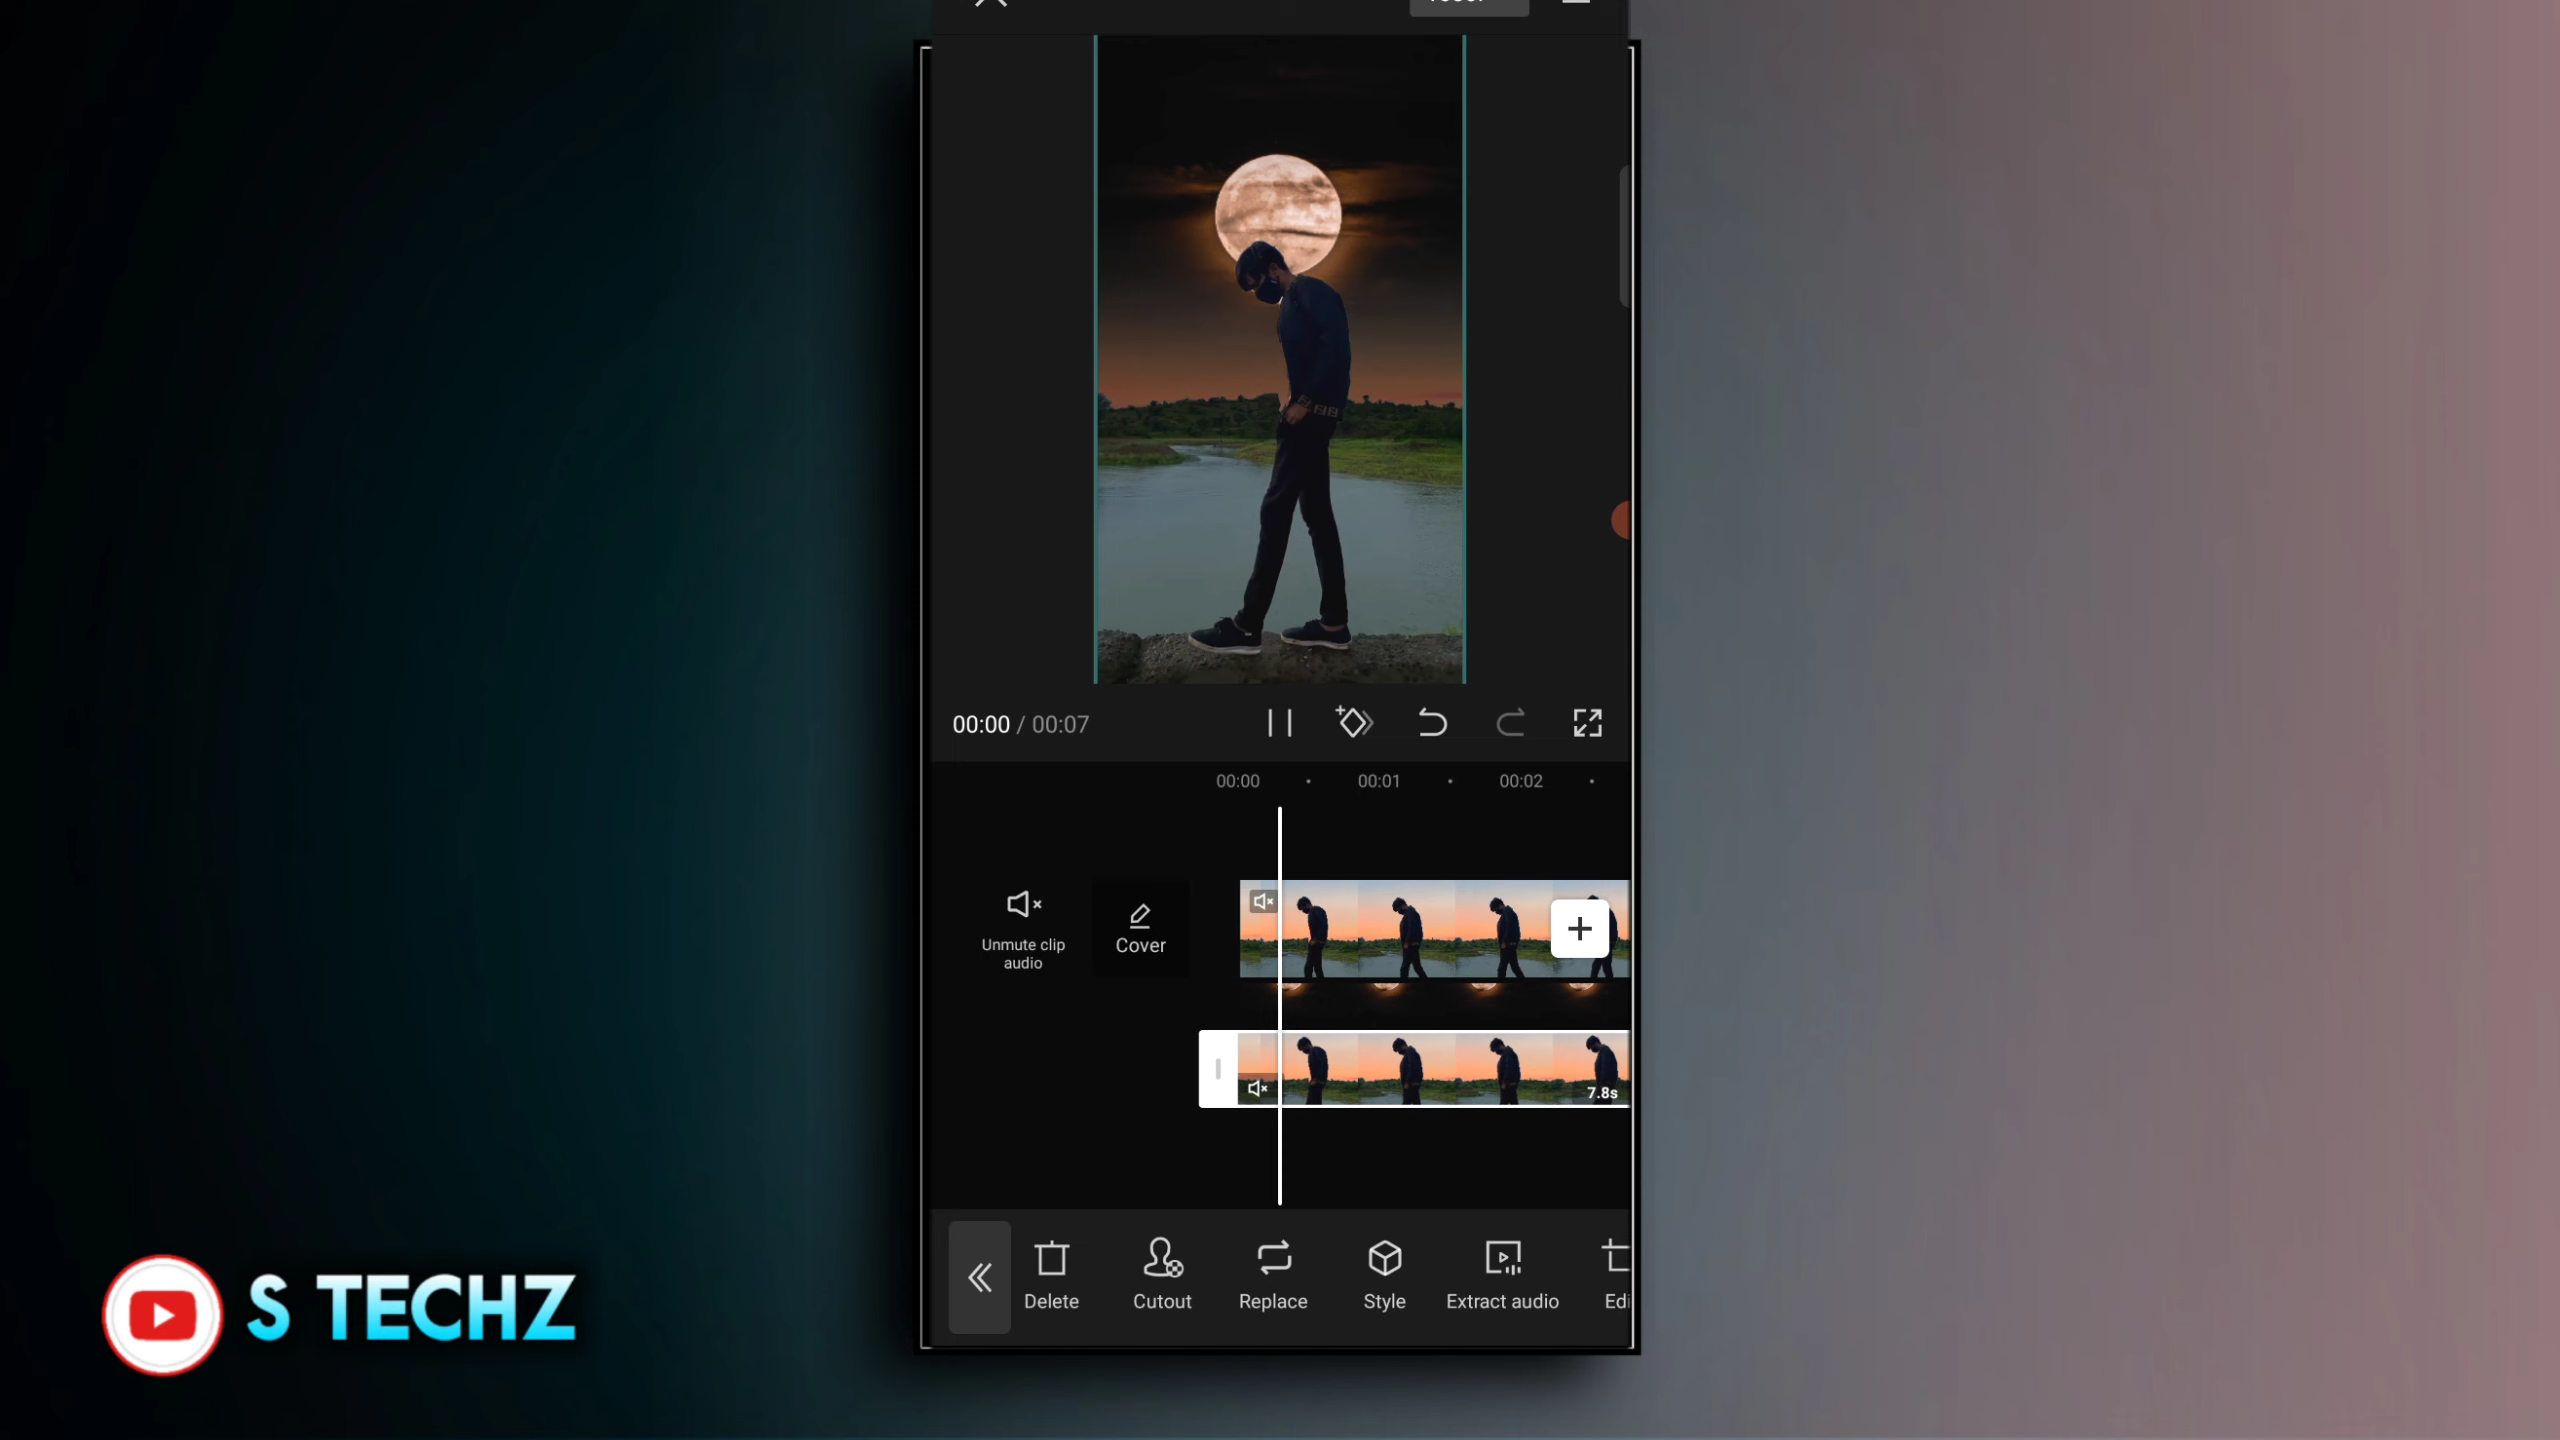 00:00 / 00:07
00:00 00:01 00:02
Unmute clip
audio
Cover
7.8s
Delete
Cutout
Replace
Style
Extract audio
S TECHZ